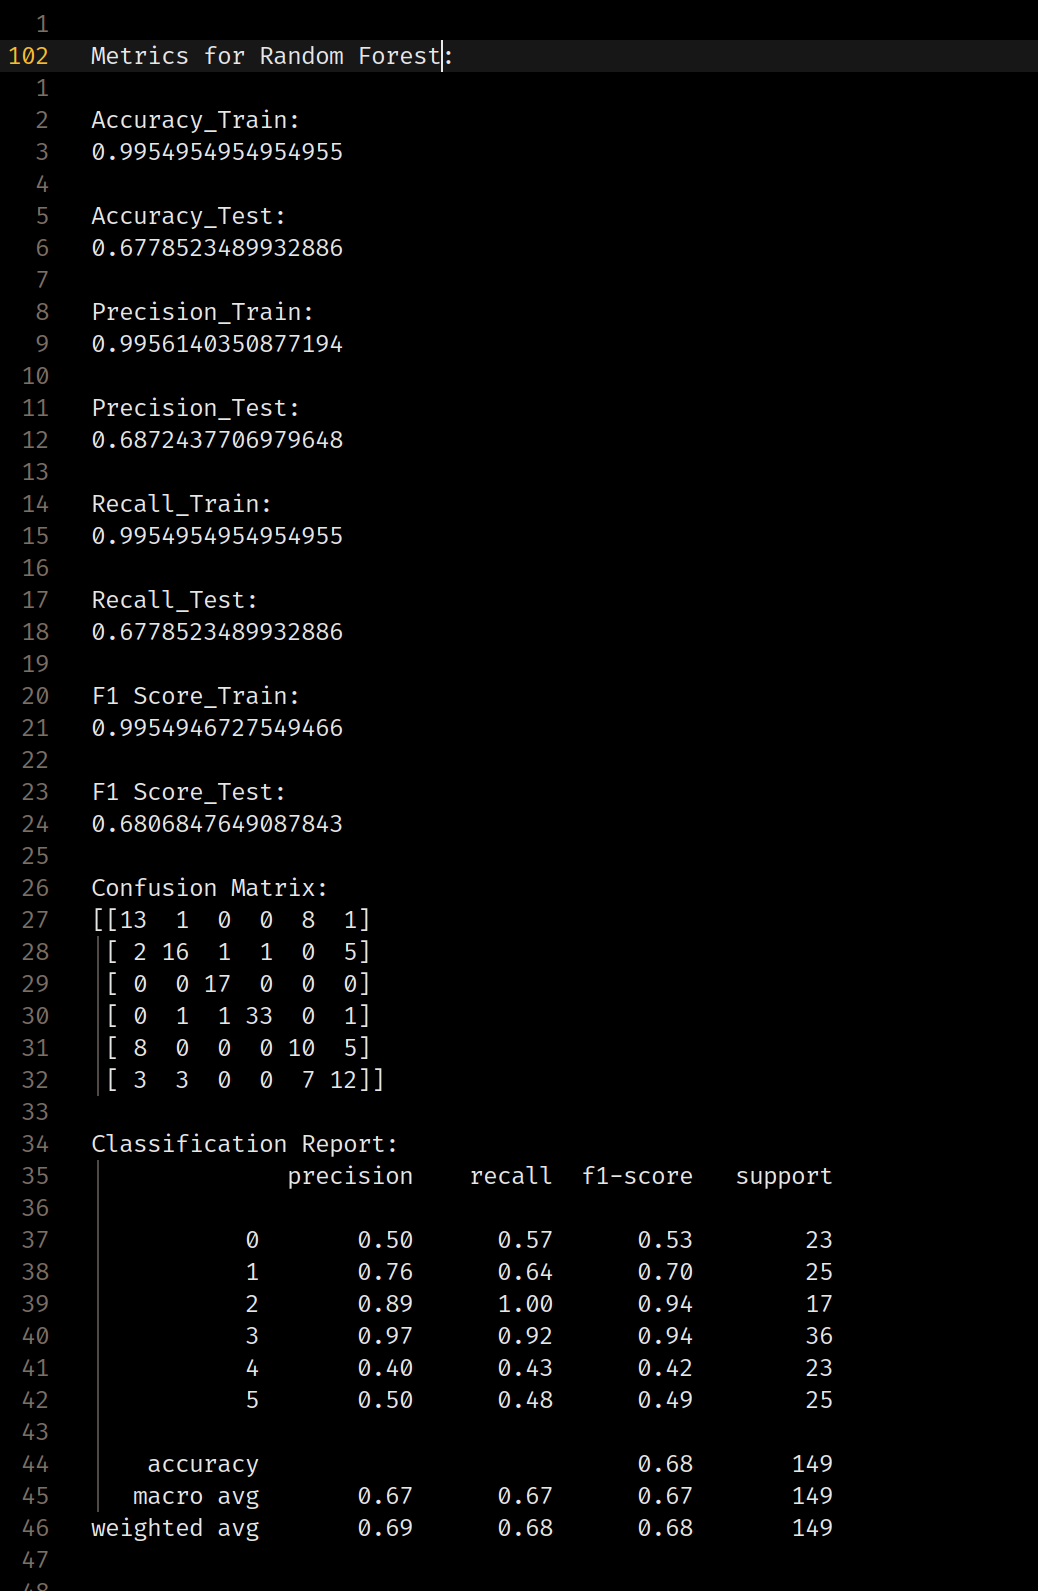 1
102 Metrics for Random Forest:
1
2 Accuracy_Train:
3 0.9954954954954955
4
5 Accuracy_Test:
6 0.6778523489932886
7
8 Precision_Train:
9 0.9956140350877194
10
11 Precision_Test:
12 0.6872437706979648
13
14 Recall_Train:
15 0.9954954954954955
16
17 Recall_Test:
18 0.6778523489932886
19
20 F1 Score_Train:
21 0.9954946727549466
22
23 F1 Score_Test:
24 0.6806847649087843
25
26 Confusion Matrix:
27 [[13  1  0  0  8  1]
28  [ 2 16  1  1  0  5]
29  [ 0  0 17  0  0  0]
30  [ 0  1  1 33  0  1]
31  [ 8  0  0  0 10  5]
32  [ 3  3  0  0  7 12]]
33
34 Classification Report:
35               precision    recall  f1-score   support
36
37            0       0.50      0.57      0.53        23
38            1       0.76      0.64      0.70        25
39            2       0.89      1.00      0.94        17
40            3       0.97      0.92      0.94        36
41            4       0.40      0.43      0.42        23
42            5       0.50      0.48      0.49        25
43
44     accuracy                           0.68       149
45    macro avg       0.67      0.67      0.67       149
46 weighted avg       0.69      0.68      0.68       149
47
48